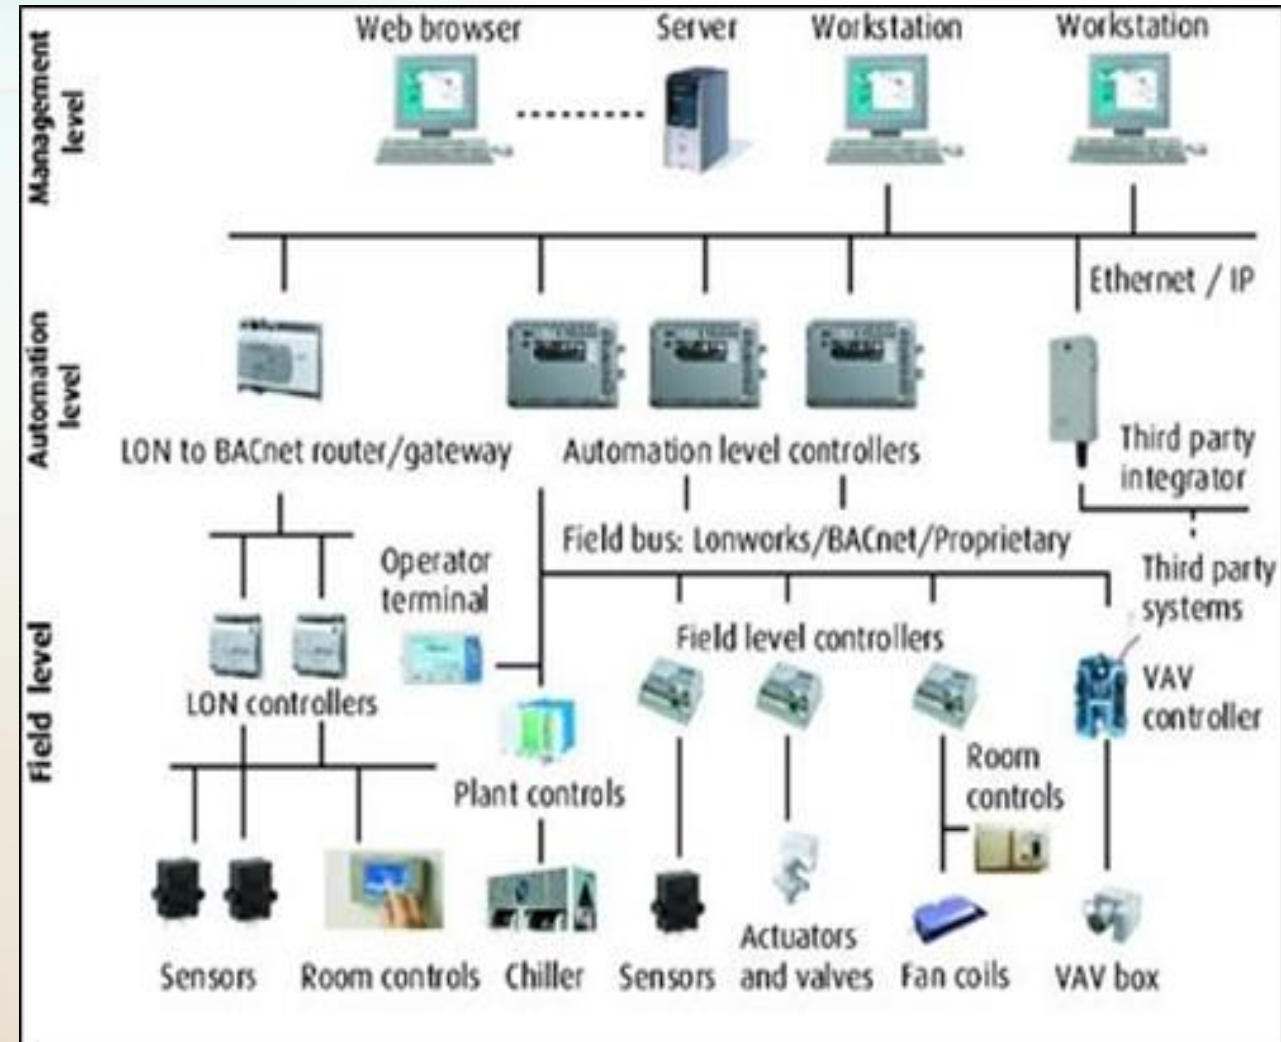 Management
level
Web browser
Server
Workstation
Workstation
Ethernet / IP
Automation
level
LON to BACnet router/gateway
Automation level controllers
Third party
integrator
Field bus: Lonworks/BACnet/Proprietary
Operator
terminal
Third party
systems
Field level
Field level controllers
LON controllers
VAV
controller
Plant controls
Room
controls
Sensors
Room controls
Chiller
Sensors
Actuators
and valves
Fan coils
VAV box